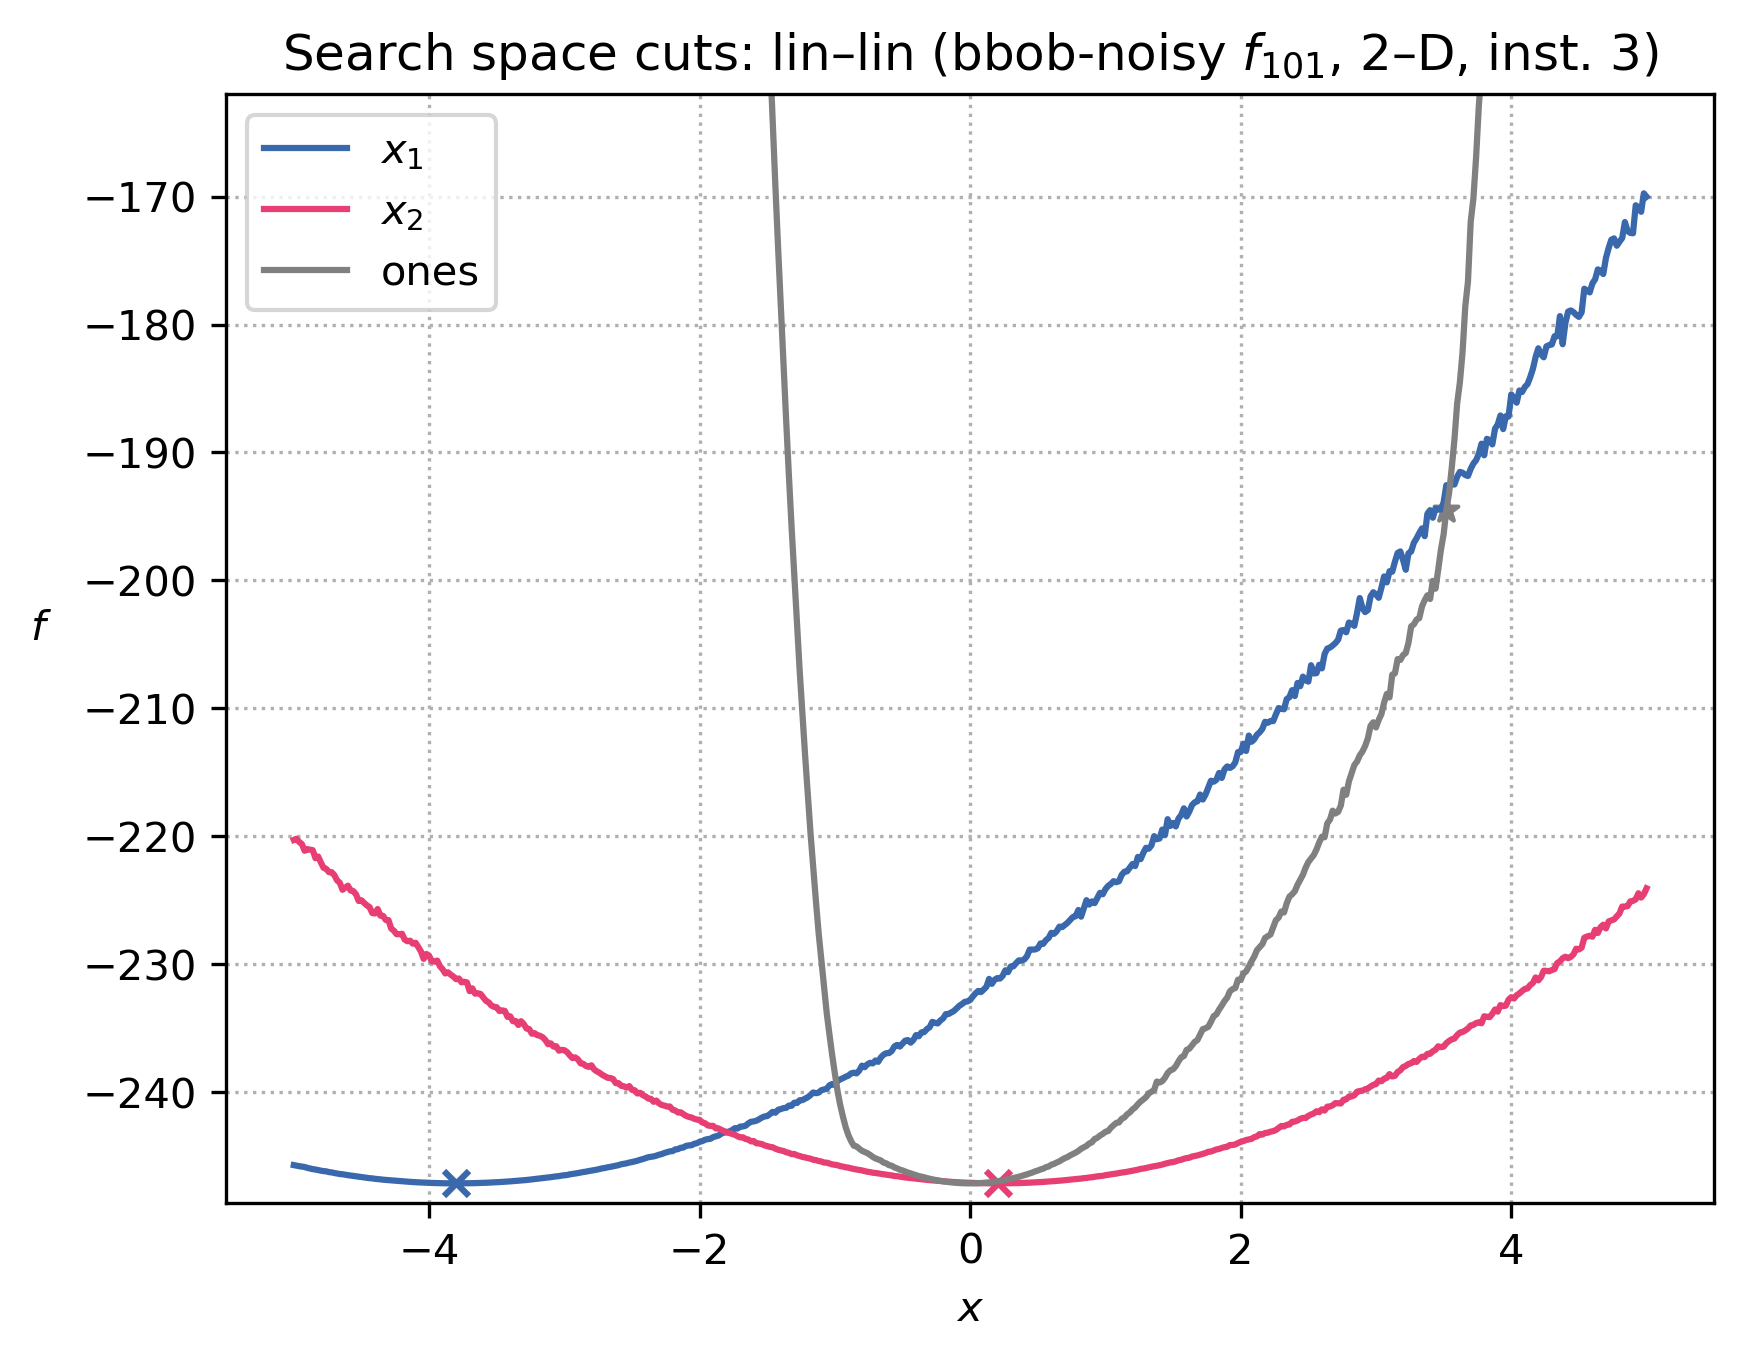 Search space cuts: lin–lin (bbob-noisy f₁₀₁, 2–D, inst. 3)
x₁
x₂
ones
−170
−180
−190
−200
−210
−220
−230
−240
f
−4
−2
0
2
4
x